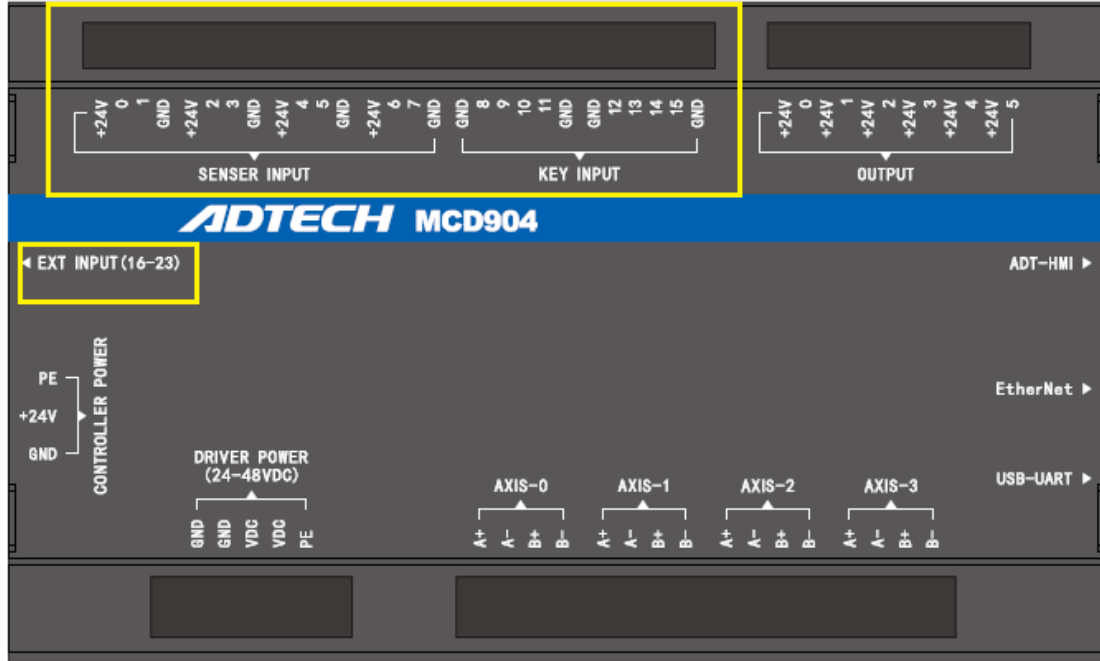 +24V 0 1 GND +24V 2 3 GND +24V 4 5 GND +24V 6 7 GND GND 8 9 10 11 GND GND 12 13 14 15 GND +24V 0 +24V 1 +24V 2 +24V 3 +24V 4 +24V 5
SENSER INPUT KEY INPUT OUTPUT
ADTECH MCD904
EXT INPUT(16-23) ADT-HMI
CONTROLLER POWER
PE
+24V
GND
EtherNet
USB-UART
DRIVER POWER
(24-48VDC)
GND GND VDC VDC PE
AXIS-0 AXIS-1 AXIS-2 AXIS-3
A+ A- B+ B- A+ A- B+ B- A+ A- B+ B- A+ A- B+ B-